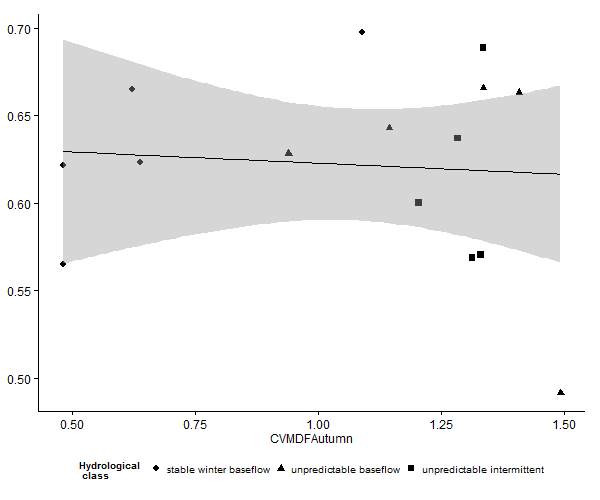 0.70
0.65
0.60
0.55
0.50
0.50 0.75 1.00 1.25 1.50
CVMDFAutumn
Hydrological
class
stable winter baseflow unpredictable baseflow unpredictable intermittent